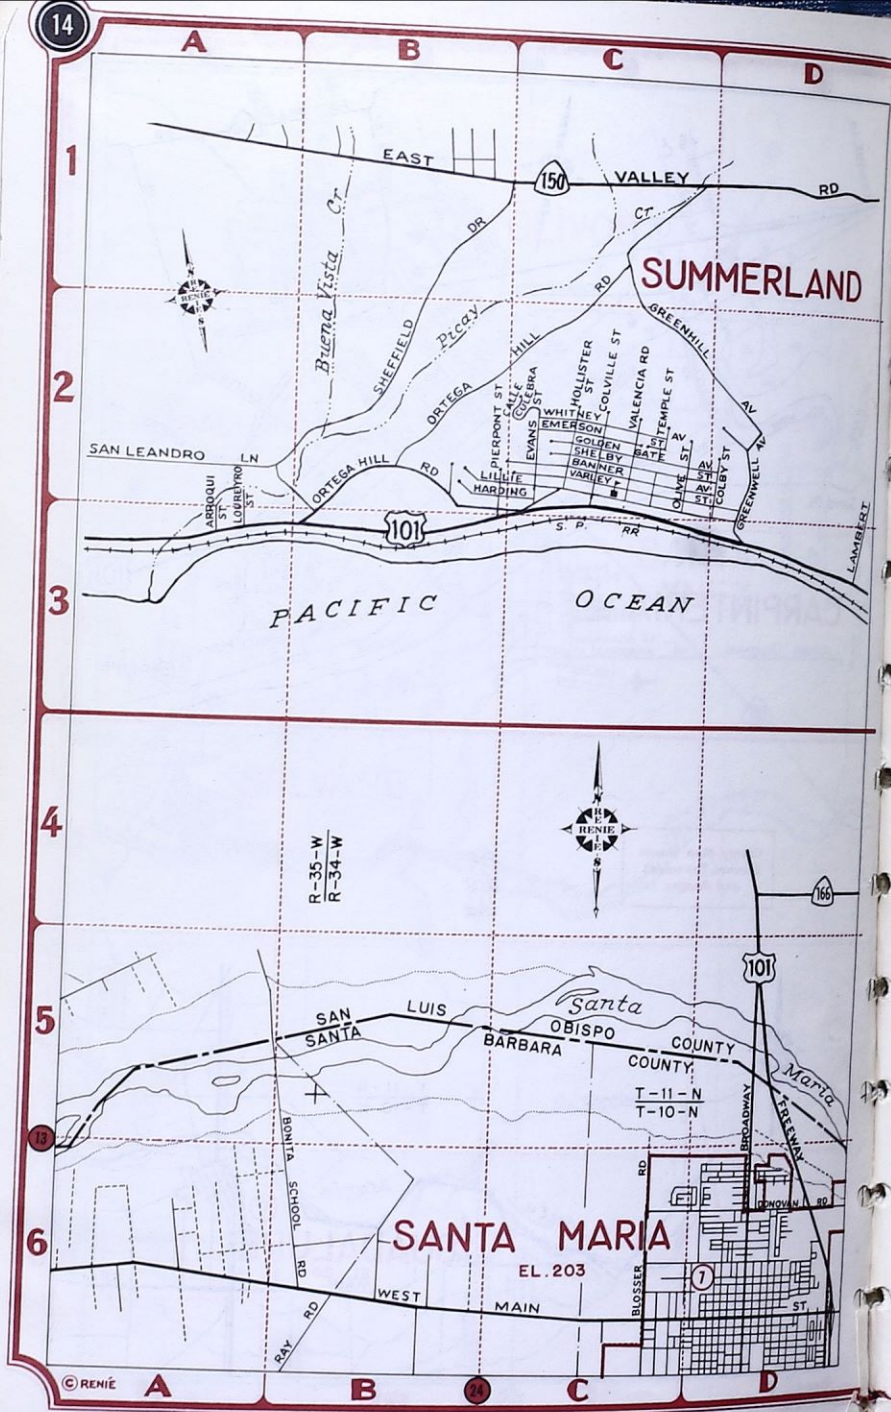 14
A B C D
1
EAST
150
VALLEY
RD
Buena Vista Cr
DR
Cr
SUMMERLAND
N
RENIE
S
RD
2
SHEFFIELD
Picay
HILL
GREENHILL
ORTEGA
PIERPONT ST
CALLE CULEBRA
EVANS ST
HOLLISTER ST
COLVILLE ST
VALENCIA RD
TEMPLE ST
AV
WHITNEY
EMERSON ST AV
GOLDEN GATE
SHELBY ST AV
BANNER ST
VARLEY AV
ST
SAN LEANDRO LN
ORTEGA HILL RD
LILLIE
HARDING
OLIVE
COLBY ST
GREENWELL AV
ARROQUI ST
LOUREYRO ST
101
S. P. RR
LAMBERT
3
PACIFIC OCEAN
4
R-35-W
R-34-W
N
RENIE
S
166
101
5
SAN LUIS OBISPO COUNTY
SANTA BARBARA COUNTY
Santa Maria
T-11-N
T-10-N
13
BROADWAY
FREEWAY
BONITA SCHOOL RD
RD
DONOVAN RD
6
SANTA MARIA
EL. 203
7
BLOSSER
WEST MAIN ST.
RAY RD
© RENIÉ
A B 24 C D